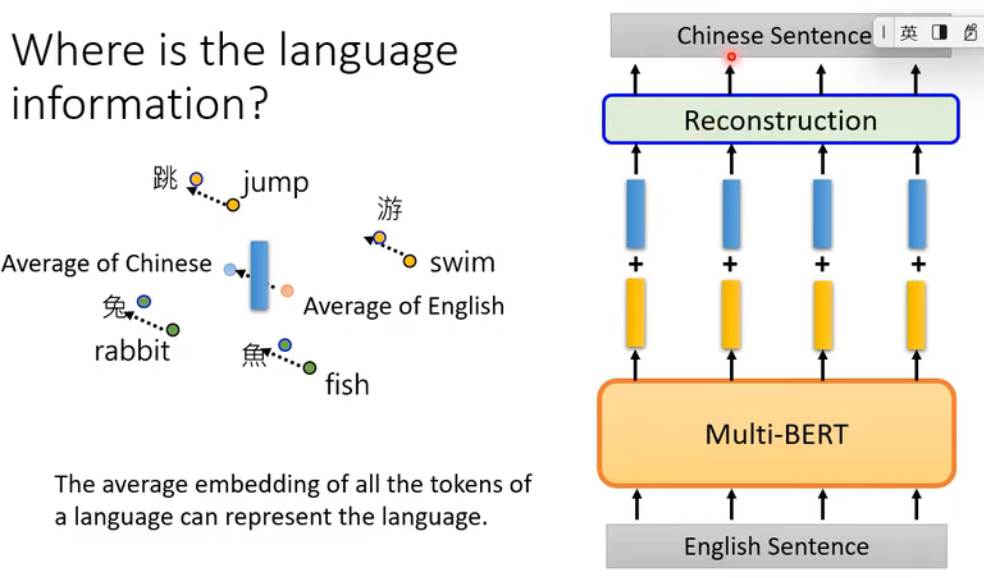 Where is the language
information?
跳
jump
游
swim
Average of Chinese
Average of English
兔
rabbit
魚
fish
The average embedding of all the tokens of
a language can represent the language.
Chinese Sentence
英
Reconstruction
+ + + +
Multi-BERT
English Sentence